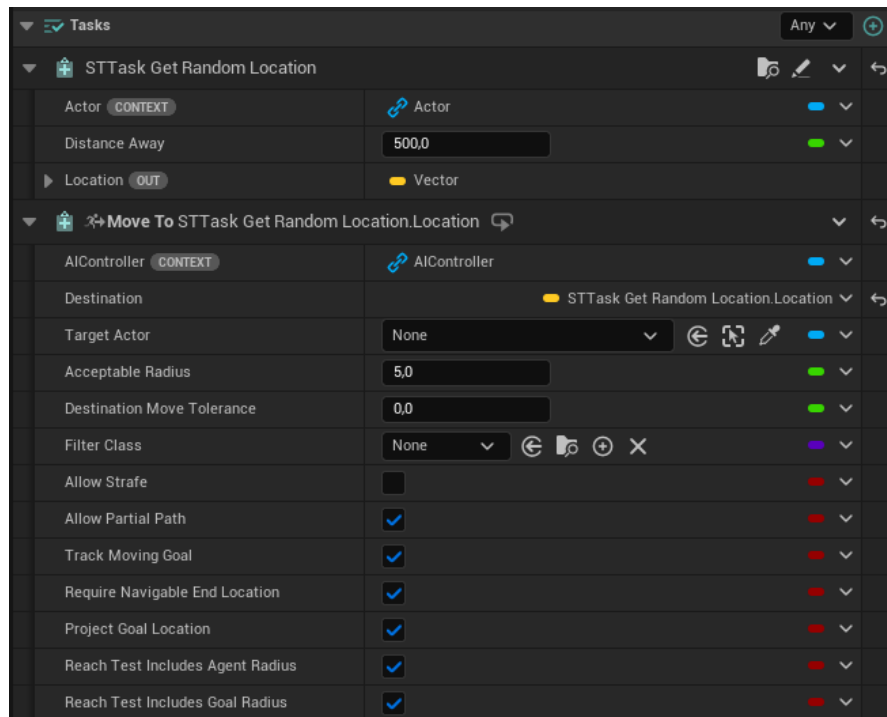 Tasks Any
STTask Get Random Location
Actor CONTEXT Actor
Distance Away 500,0
Location OUT Vector
Move To STTask Get Random Location.Location
AIController CONTEXT AIController
Destination STTask Get Random Location.Location
Target Actor None
Acceptable Radius 5,0
Destination Move Tolerance 0,0
Filter Class None
Allow Strafe
Allow Partial Path
Track Moving Goal
Require Navigable End Location
Project Goal Location
Reach Test Includes Agent Radius
Reach Test Includes Goal Radius